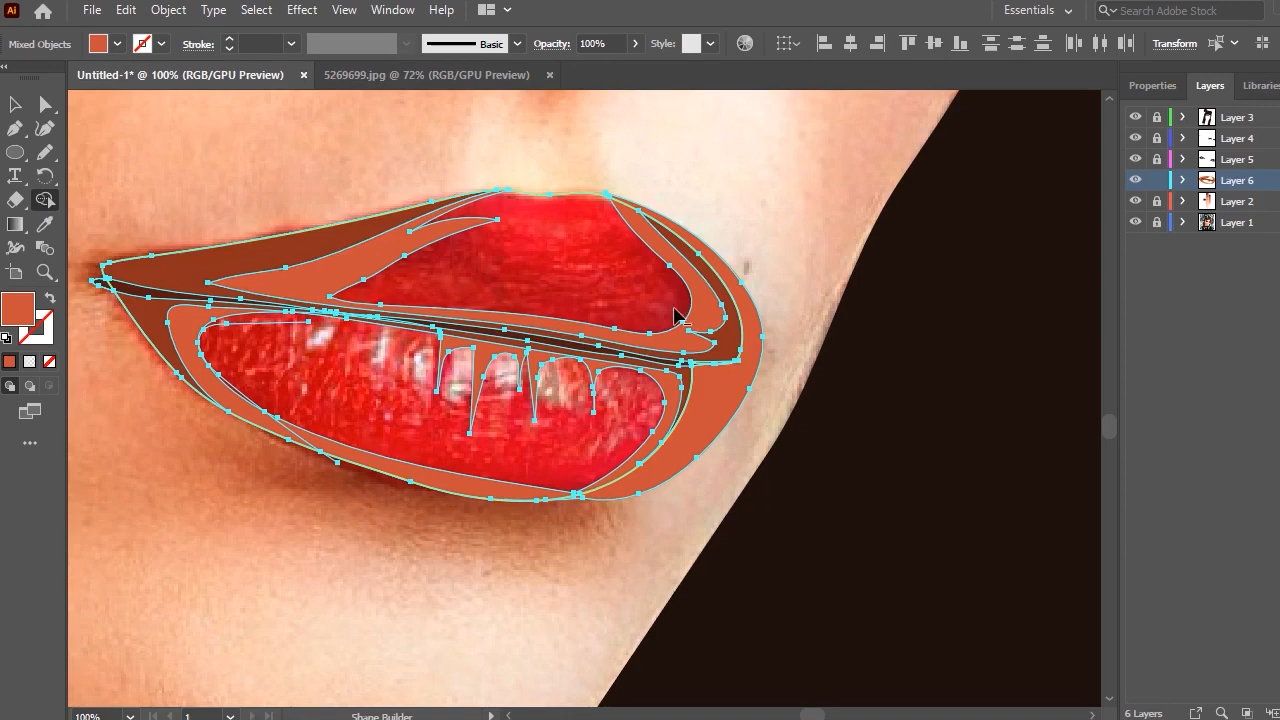 Ai File Edit Object Type Select Effect View Window Help Essentials Search Adobe Stock
Mixed Objects Stroke: Basic Opacity: 100% Style: Transform
Untitled-1* @ 100% (RGB/GPU Preview) × 5269699.jpg @ 72% (RGB/GPU Preview) ×
Properties Layers Libraries
Layer 3
Layer 4
Layer 5
Layer 6
Layer 2
Layer 1
100% 1 Shape Builder 6 Layers